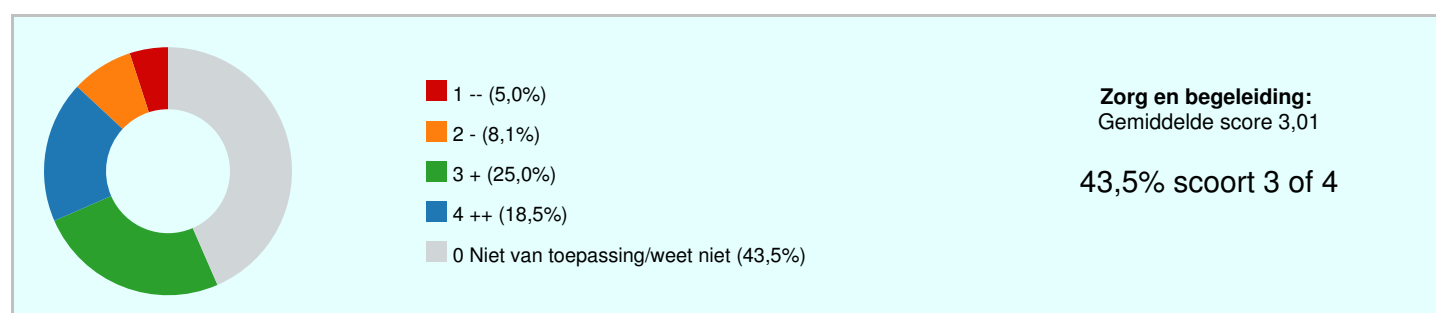 1 -- (5,0%)
2 - (8,1%)
3 + (25,0%)
4 ++ (18,5%)
0 Niet van toepassing/weet niet (43,5%)
Zorg en begeleiding:
Gemiddelde score 3,01
43,5% scoort 3 of 4